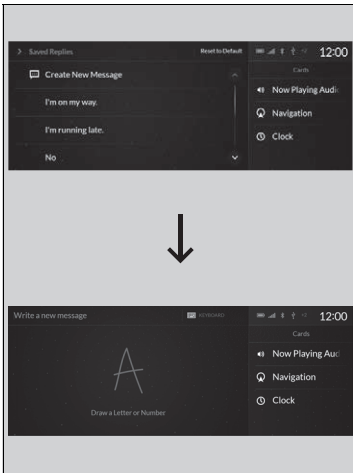 Saved Replies Reset to Default 12:00
Cards
Create New Message
Now Playing Audi
I'm on my way.
Navigation
I'm running late.
Clock
No
Write a new message KEYBOARD 12:00
Cards
Now Playing Aud
A
Navigation
Clock
Draw a Letter or Number